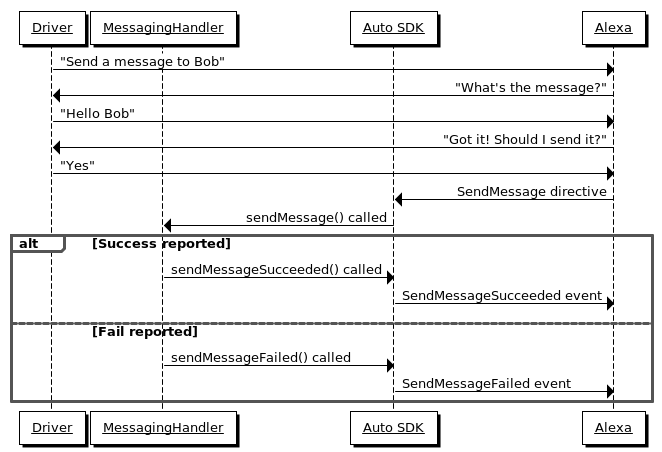 Driver MessagingHandler Auto SDK Alexa
"Send a message to Bob"
"What's the message?"
"Hello Bob"
"Got it! Should I send it?"
"Yes"
SendMessage directive
sendMessage() called
alt [Success reported]
sendMessageSucceeded() called
SendMessageSucceeded event
[Fail reported]
sendMessageFailed() called
SendMessageFailed event
Driver MessagingHandler Auto SDK Alexa